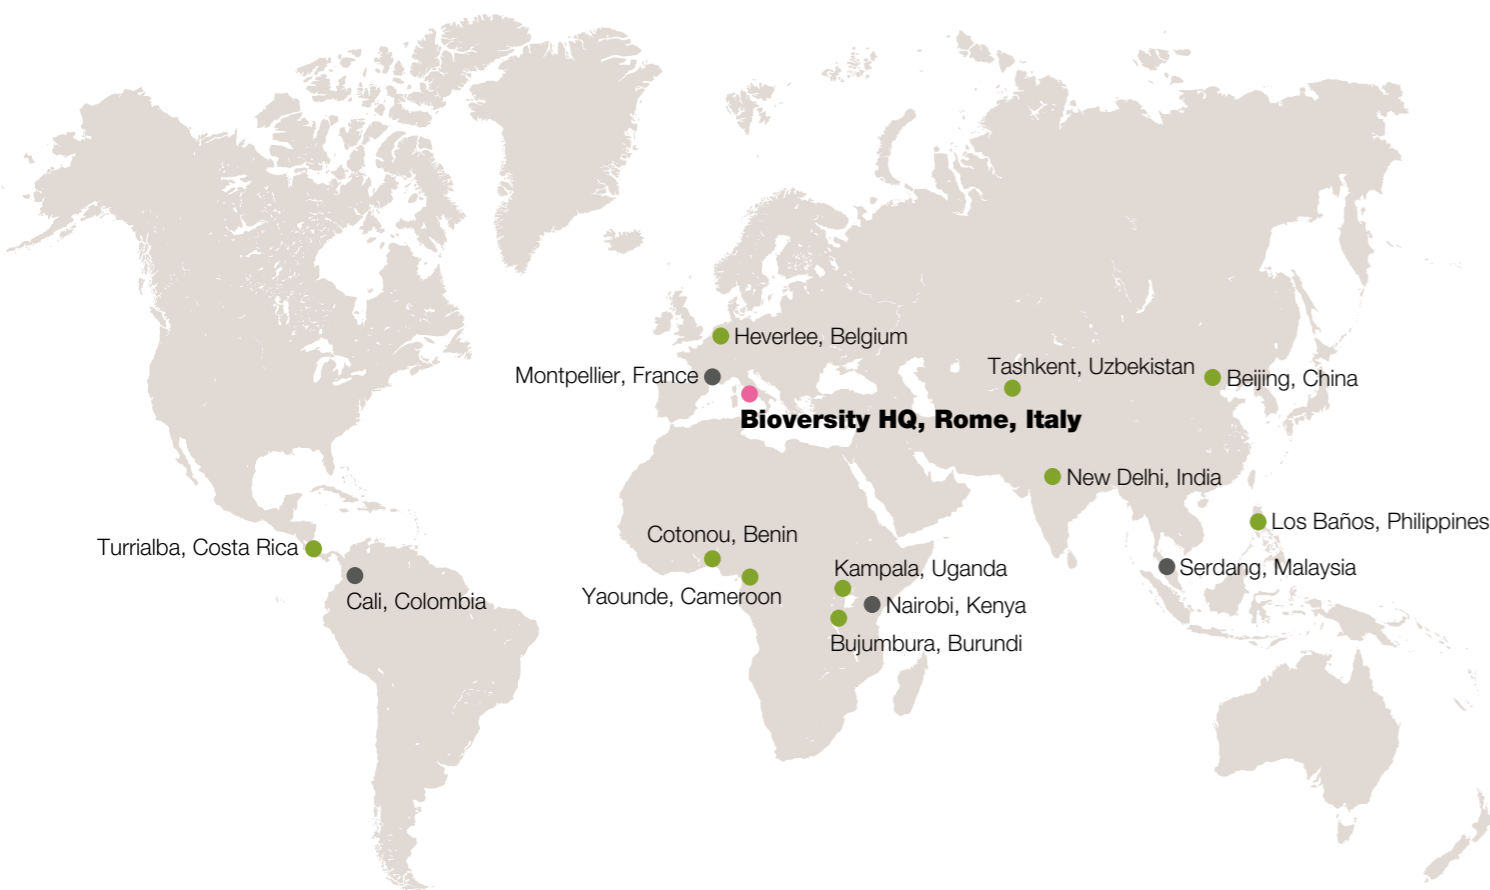 Heverlee, Belgium
Montpellier, France
Tashkent, Uzbekistan
Beijing, China
Bioversity HQ, Rome, Italy
New Delhi, India
Los Baños, Philippines
Cotonou, Benin
Turrialba, Costa Rica
Kampala, Uganda
Serdang, Malaysia
Yaounde, Cameroon
Cali, Colombia
Nairobi, Kenya
Bujumbura, Burundi